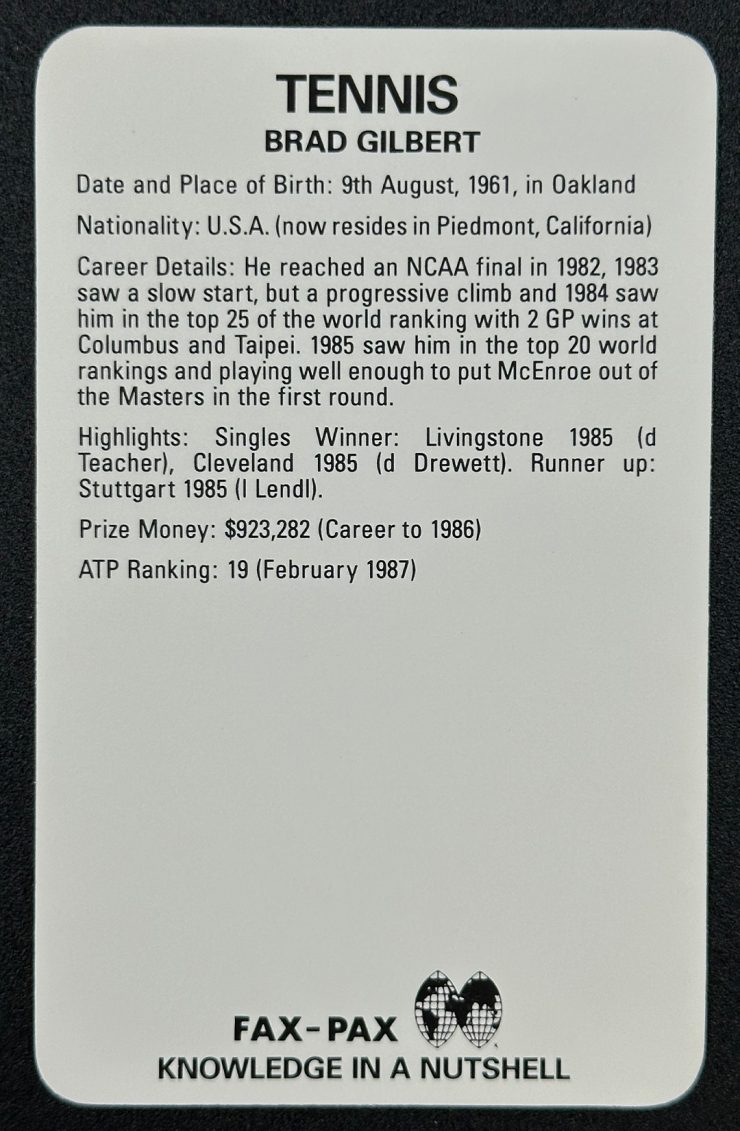 TENNIS
BRAD GILBERT
Date and Place of Birth: 9th August, 1961, in Oakland
Nationality: U.S.A. (now resides in Piedmont, California)
Career Details: He reached an NCAA final in 1982, 1983
saw a slow start, but a progressive climb and 1984 saw
him in the top 25 of the world ranking with 2 GP wins at
Columbus and Taipei. 1985 saw him in the top 20 world
rankings and playing well enough to put McEnroe out of
the Masters in the first round.
Highlights: Singles Winner: Livingstone 1985 (d
Teacher), Cleveland 1985 (d Drewett). Runner up:
Stuttgart 1985 (l Lendl).
Prize Money: $923,282 (Career to 1986)
ATP Ranking: 19 (February 1987)
FAX-PAX
KNOWLEDGE IN A NUTSHELL